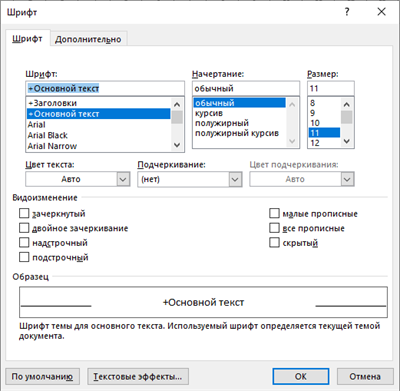 Шрифт
Шрифт Дополнительно
Шрифт: Начертание: Размер:
+Основной текст обычный 11
+Заголовки обычный 8
+Основной текст курсив 9
Arial полужирный 10
Arial Black полужирный курсив 11
Arial Narrow 12
Цвет текста: Подчеркивание: Цвет подчеркивания:
Авто (нет) Авто
Видоизменение
зачеркнутый малые прописные
двойное зачеркивание все прописные
надстрочный скрытый
подстрочный
Образец
+Основной текст
Шрифт темы для основного текста. Используемый шрифт определяется текущей темой
документа.
По умолчанию Текстовые эффекты... ОК Отмена